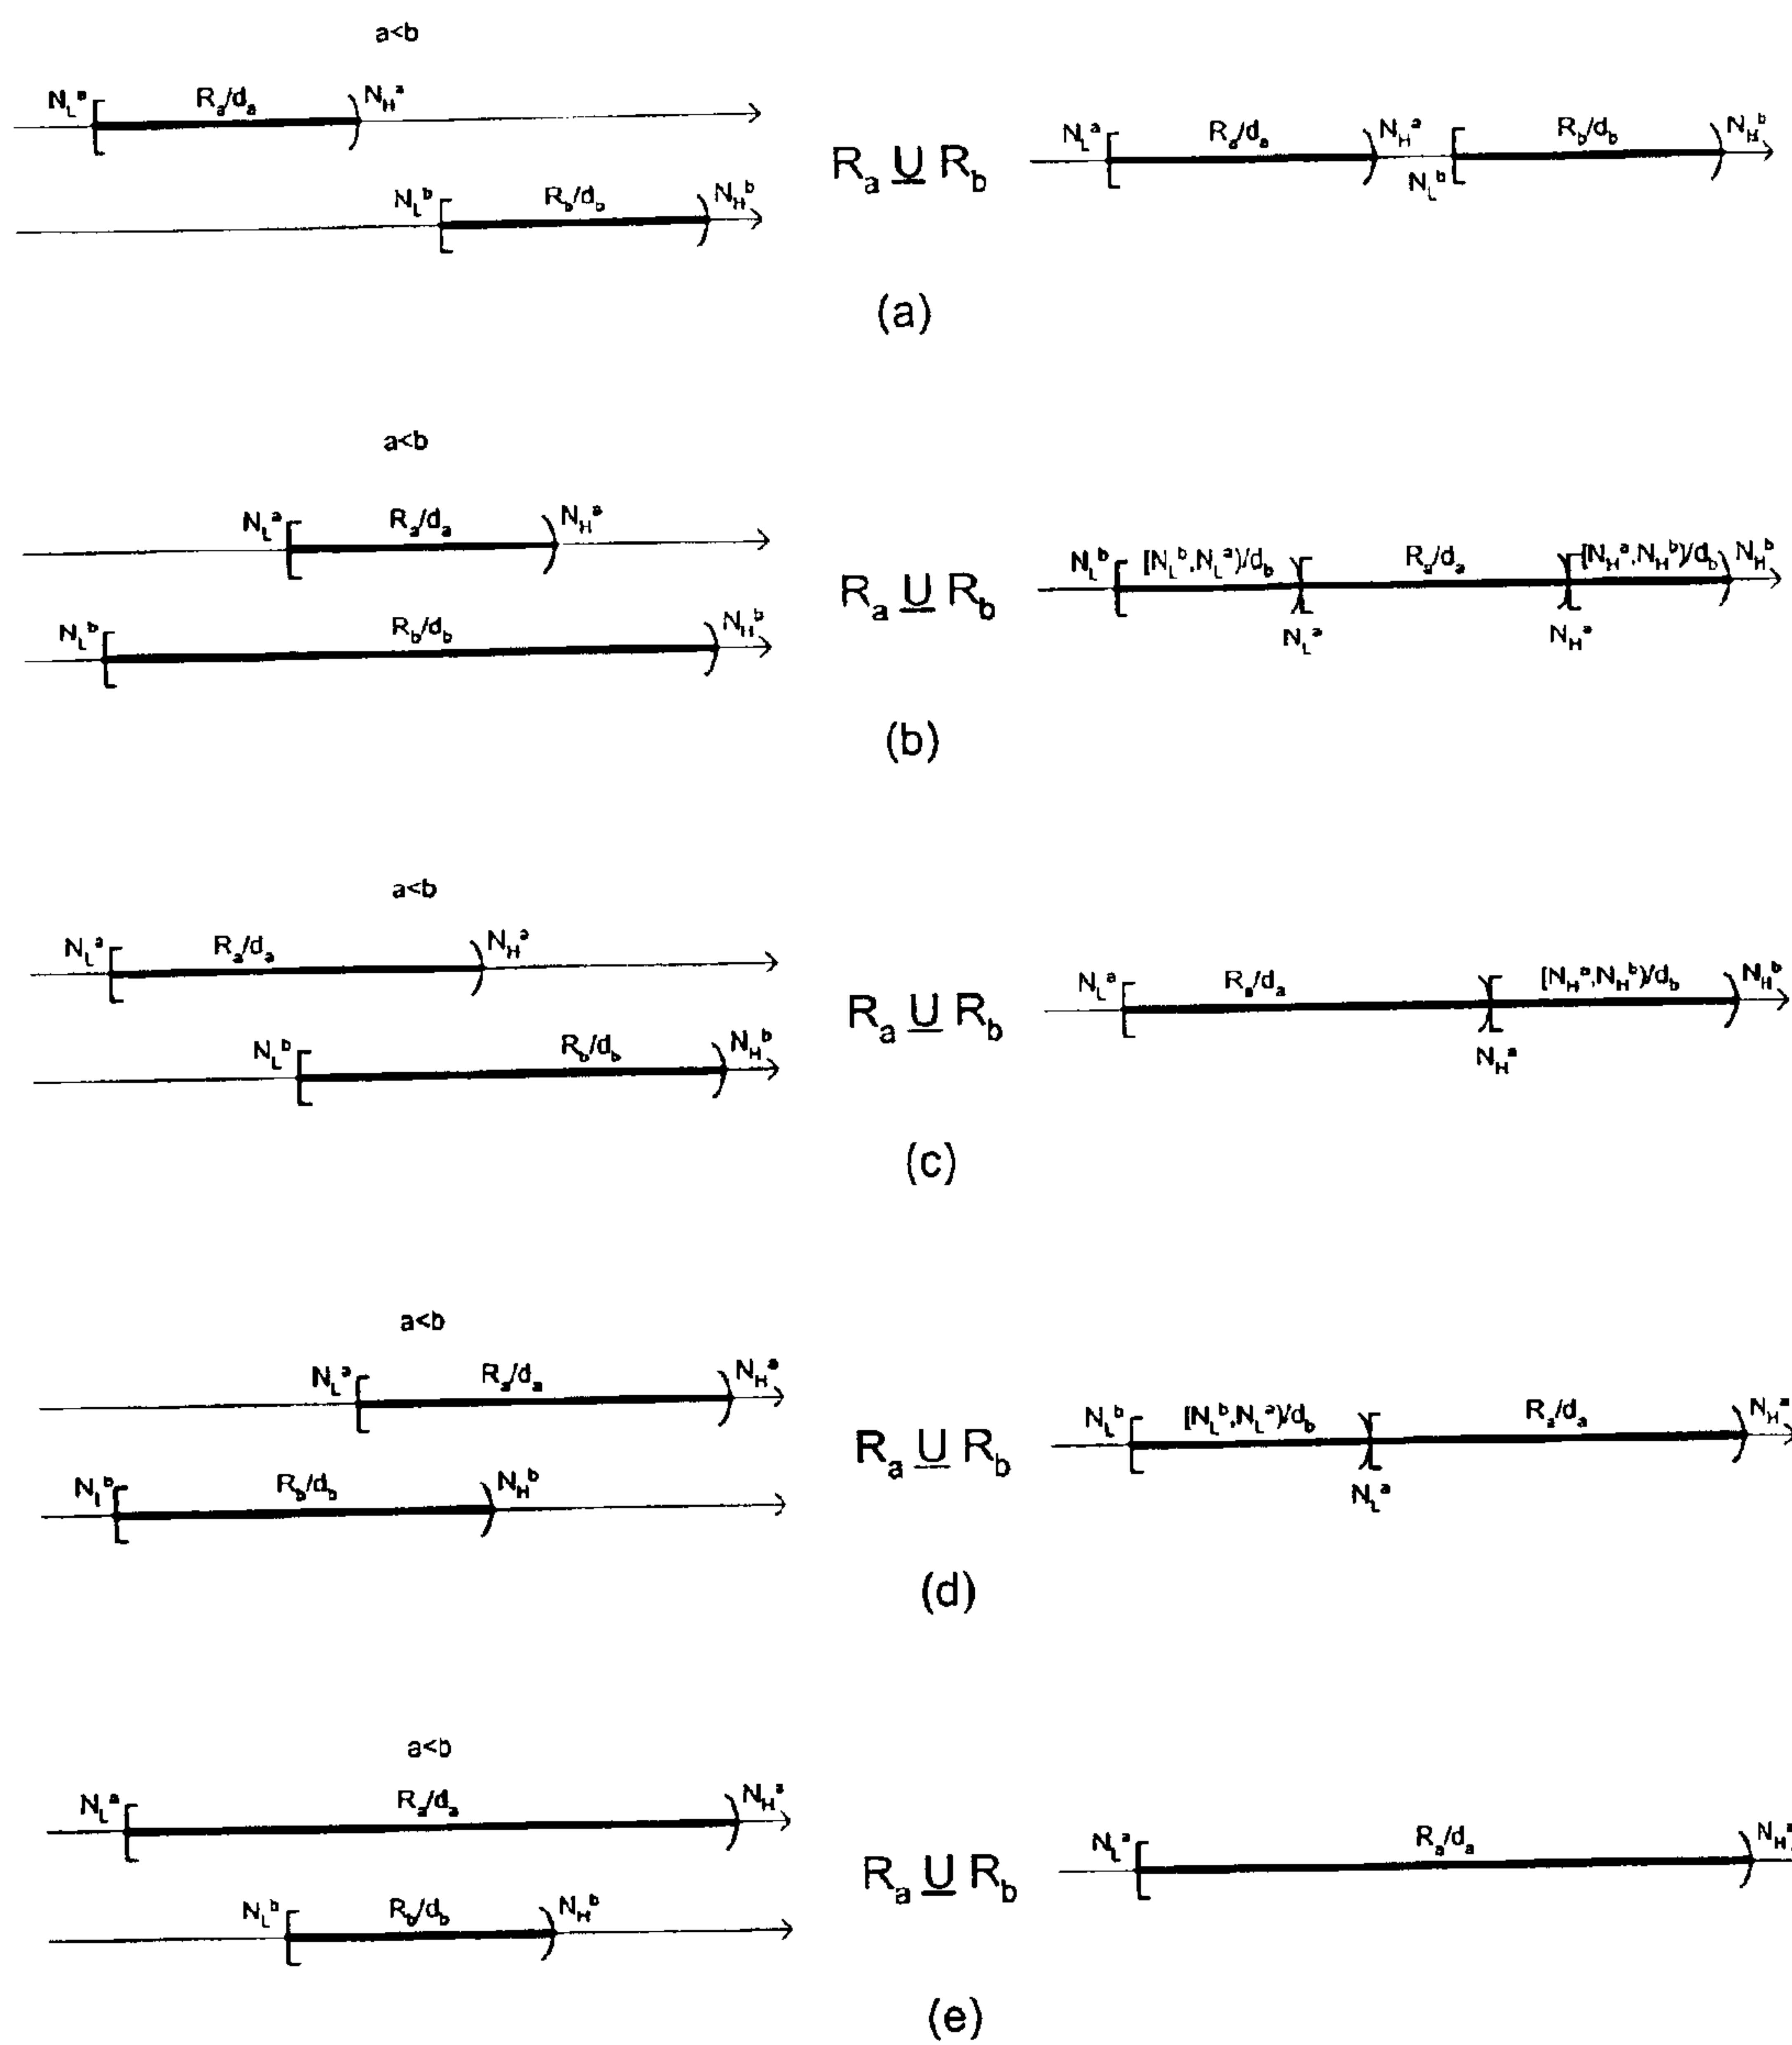 a<b
N_L^a R_a/d_a N_H^a
N_L^b R_b/d_b N_H^b
R_a U R_b
N_L^a R_a/d_a N_H^a N_L^b R_b/d_b N_H^b
(a)
a<b
N_L^a R_a/d_a N_H^a
N_L^b R_b/d_b N_H^b
R_a U R_b
N_L^b [N_L^b,N_L^a)/d_b R_a/d_a [N_H^a,N_H^b)/d_b N_H^b
N_L^a N_H^a
(b)
a<b
N_L^a R_a/d_a N_H^a
N_L^b R_b/d_b N_H^b
R_a U R_b
N_L^a R_a/d_a [N_H^a,N_H^b)/d_b N_H^b
N_H^a
(c)
a<b
N_L^a R_a/d_a N_H^a
N_L^b R_b/d_b N_H^b
R_a U R_b
N_L^b [N_L^b,N_L^a)/d_b R_a/d_a N_H^a
N_L^a
(d)
a<b
N_L^a R_a/d_a N_H^a
N_L^b R_b/d_b N_H^b
R_a U R_b
N_L^a R_a/d_a N_H^a
(e)